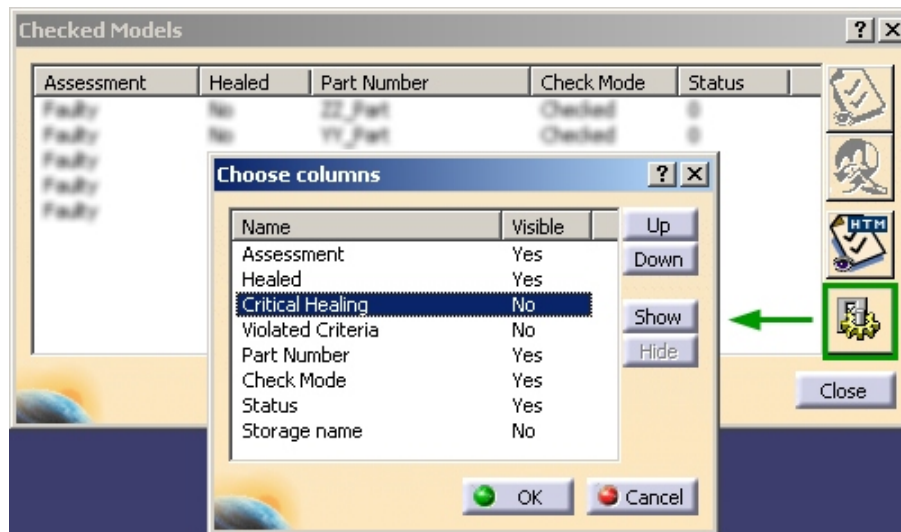 Checked Models
Assessment Healed Part Number Check Mode Status
Faulty No ZZ_Part Checked 0
Faulty No YY_Part Checked 0
Faulty
Faulty
Faulty
HTM
Close
Choose columns
Name Visible
Assessment Yes
Healed Yes
Critical Healing No
Violated Criteria No
Part Number Yes
Check Mode Yes
Status Yes
Storage name No
Up
Down
Show
Hide
OK Cancel